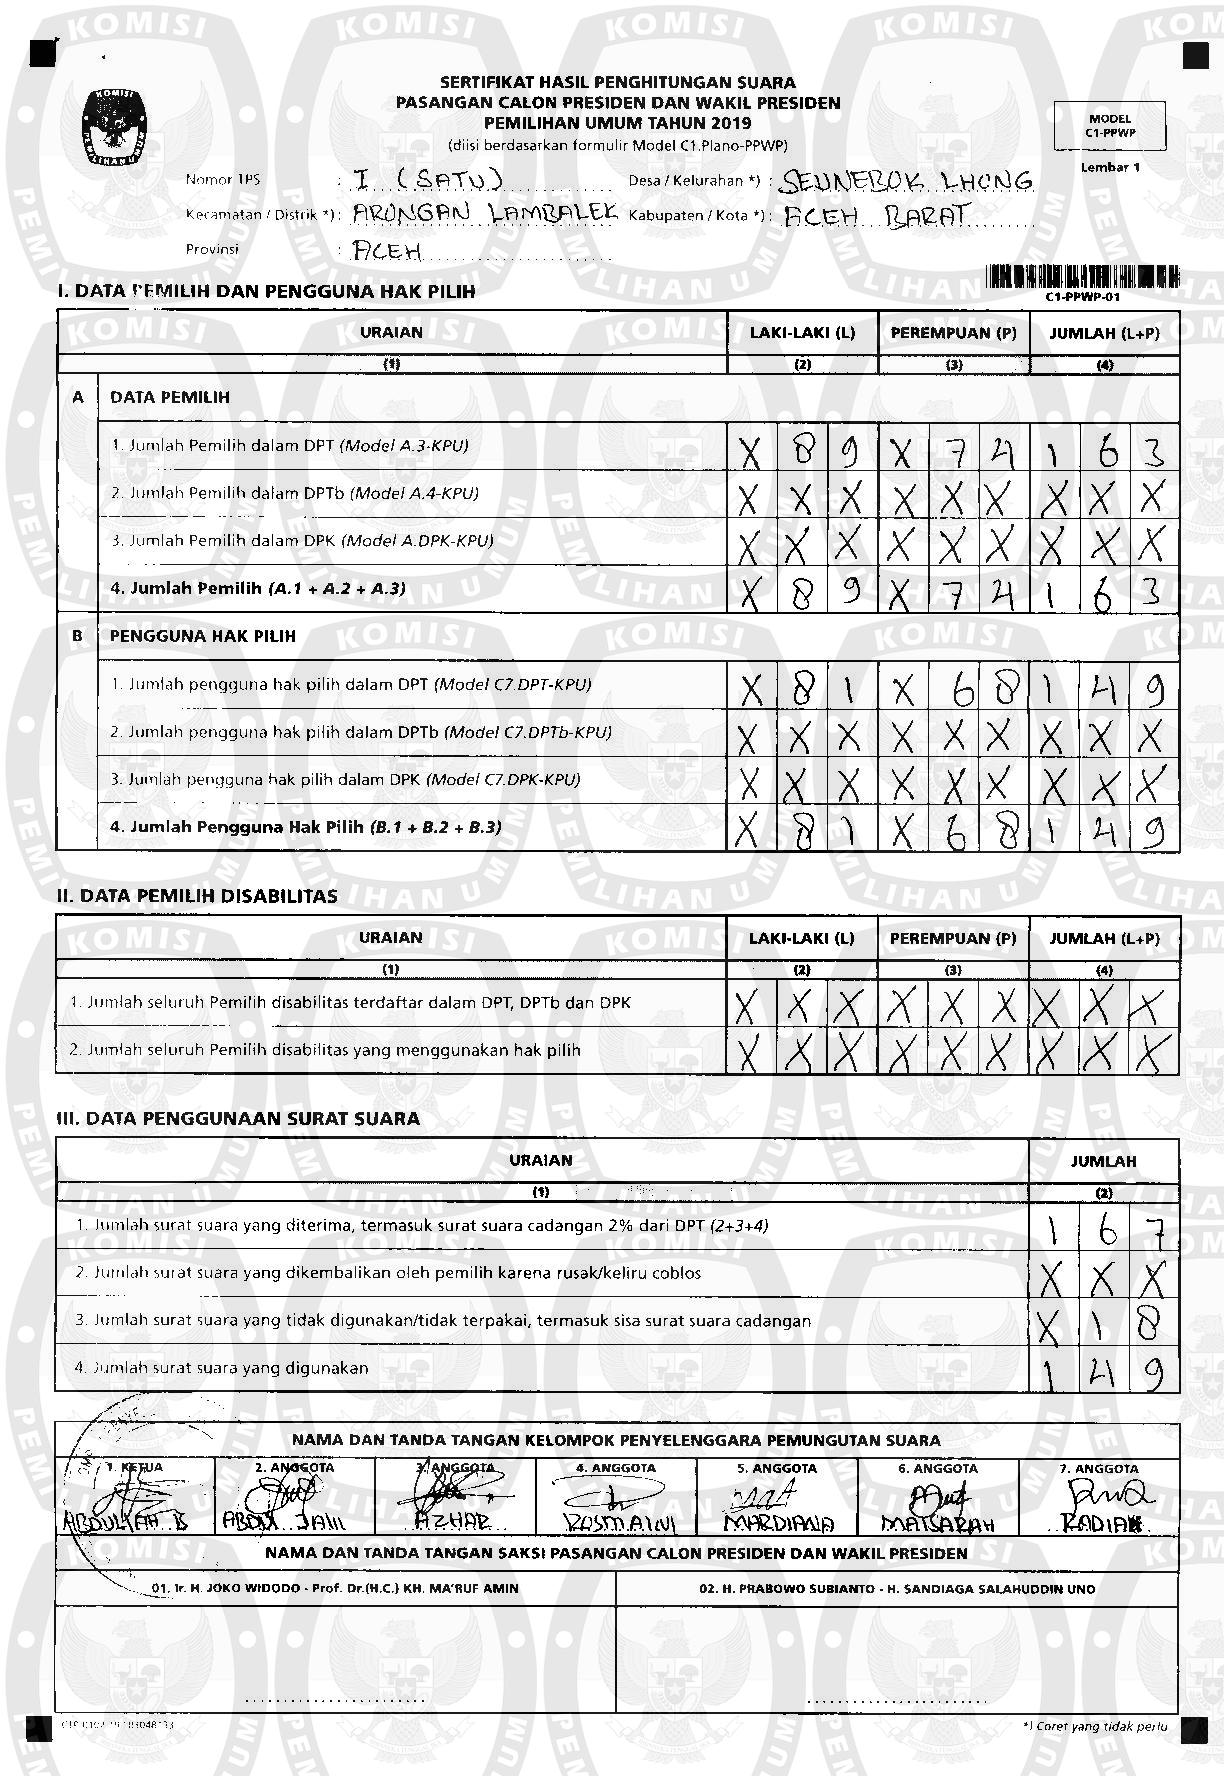 SERTIFIKAT HASIL PENGHITUNGAN SUARA
PASANGAN CALON PRESIDEN DAN WAKIL PRESIDEN
PEMILIHAN UMUM TAHUN 2019
(diisi berdasarkan formulir Model C1.Plano-PPWP)
MODEL
C1-PPWP
Lembar 1
Nomor TPS : I (SATU) Desa / Kelurahan *) : SEUNEBOK LHONG
Kecamatan / Distrik *) : ARONGAN LAMBALEK Kabupaten / Kota *) : ACEH BARAT
Provinsi : ACEH
C1-PPWP-01
I. DATA PEMILIH DAN PENGGUNA HAK PILIH
URAIAN LAKI-LAKI (L) PEREMPUAN (P) JUMLAH (L+P)
(1) (2) (3) (4)
A DATA PEMILIH
1. Jumlah Pemilih dalam DPT (Model A.3-KPU) X 8 9 X 7 4 1 6 3
2. Jumlah Pemilih dalam DPTb (Model A.4-KPU) X X X X X X X X X
3. Jumlah Pemilih dalam DPK (Model A.DPK-KPU) X X X X X X X X X
4. Jumlah Pemilih (A.1 + A.2 + A.3) X 8 9 X 7 4 1 6 3
B PENGGUNA HAK PILIH
1. Jumlah pengguna hak pilih dalam DPT (Model C7.DPT-KPU) X 8 1 X 6 8 1 4 9
2. Jumlah pengguna hak pilih dalam DPTb (Model C7.DPTb-KPU) X X X X X X X X X
3. Jumlah pengguna hak pilih dalam DPK (Model C7.DPK-KPU) X X X X X X X X X
4. Jumlah Pengguna Hak Pilih (B.1 + B.2 + B.3) X 8 1 X 6 8 1 4 9
II. DATA PEMILIH DISABILITAS
URAIAN LAKI-LAKI (L) PEREMPUAN (P) JUMLAH (L+P)
(1) (2) (3) (4)
1. Jumlah seluruh Pemilih disabilitas terdaftar dalam DPT, DPTb dan DPK X X X X X X X X X
2. Jumlah seluruh Pemilih disabilitas yang menggunakan hak pilih X X X X X X X X X
III. DATA PENGGUNAAN SURAT SUARA
URAIAN JUMLAH
(1) (2)
1. Jumlah surat suara yang diterima, termasuk surat suara cadangan 2% dari DPT (2+3+4) 1 6 7
2. Jumlah surat suara yang dikembalikan oleh pemilih karena rusak/keliru coblos X X X
3. Jumlah surat suara yang tidak digunakan/tidak terpakai, termasuk sisa surat suara cadangan X 1 8
4. Jumlah surat suara yang digunakan 1 4 9
NAMA DAN TANDA TANGAN KELOMPOK PENYELENGGARA PEMUNGUTAN SUARA
1. KETUA 2. ANGGOTA 3. ANGGOTA 4. ANGGOTA 5. ANGGOTA 6. ANGGOTA 7. ANGGOTA
ABDULLAH B ABDUL JALIL AZHAR ROSMAINI MARDIANA MAISARAH RADIAH
NAMA DAN TANDA TANGAN SAKSI PASANGAN CALON PRESIDEN DAN WAKIL PRESIDEN
01. Ir. H. JOKO WIDODO - Prof. Dr.(H.C.) KH. MA'RUF AMIN 02. H. PRABOWO SUBIANTO - H. SANDIAGA SALAHUDDIN UNO
*) Coret yang tidak perlu